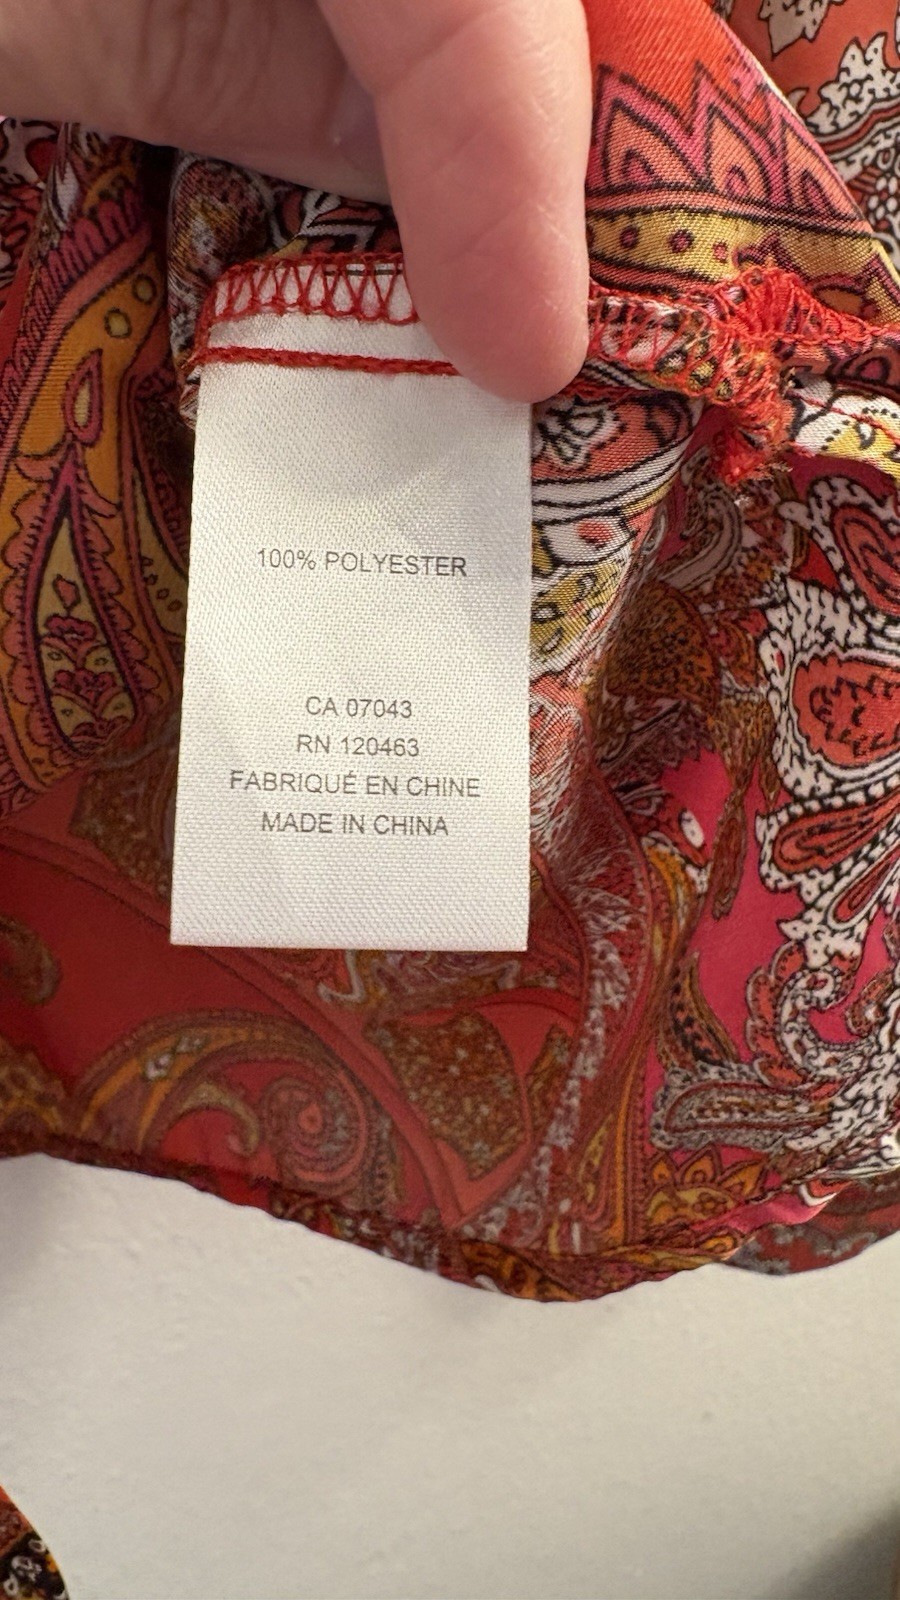 100% POLYESTER
CA 07043
RN 120463
FABRIQUÉ EN CHINE
MADE IN CHINA